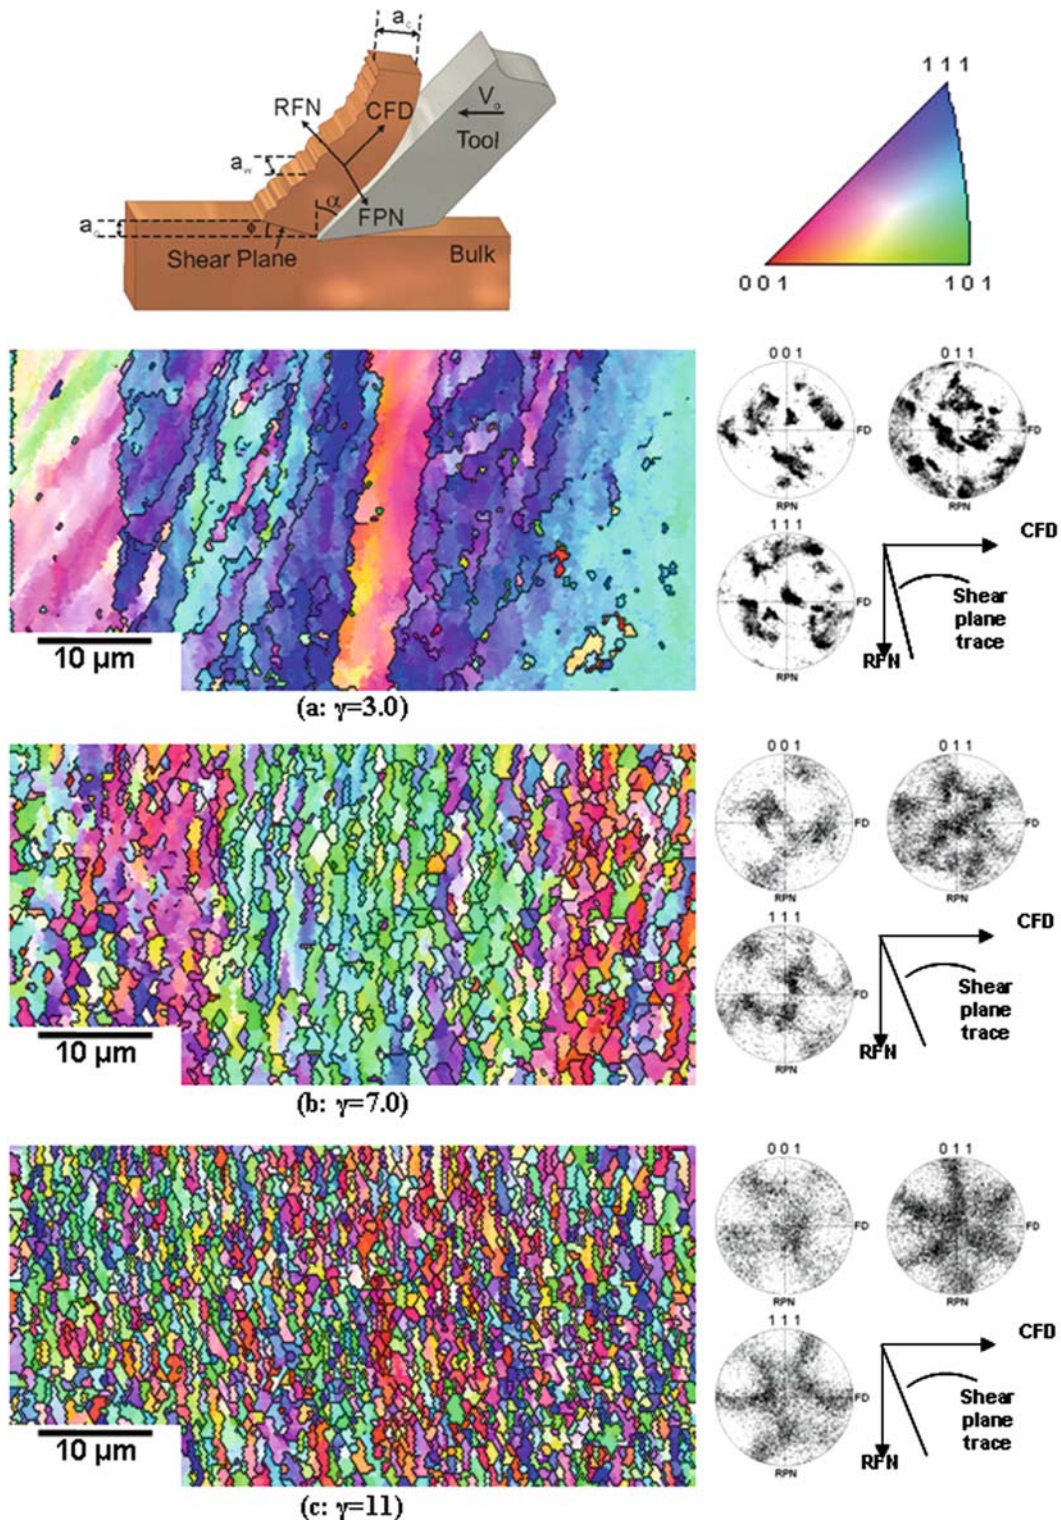 a c
RFN
CFD
V o
Tool
a w
α
FPN
a o
ϕ
Shear Plane
Bulk
1 1 1
0 0 1
1 0 1
0 0 1
0 1 1
FD
FD
RPN
RPN
1 1 1
FD
RPN
CFD
Shear
plane
trace
RFN
10 µm
(a: γ=3.0)
0 0 1
0 1 1
FD
FD
RPN
RPN
1 1 1
FD
RPN
CFD
Shear
plane
trace
RFN
10 µm
(b: γ=7.0)
0 0 1
0 1 1
FD
FD
RPN
RPN
1 1 1
FD
RPN
CFD
Shear
plane
trace
RFN
10 µm
(c: γ=11)